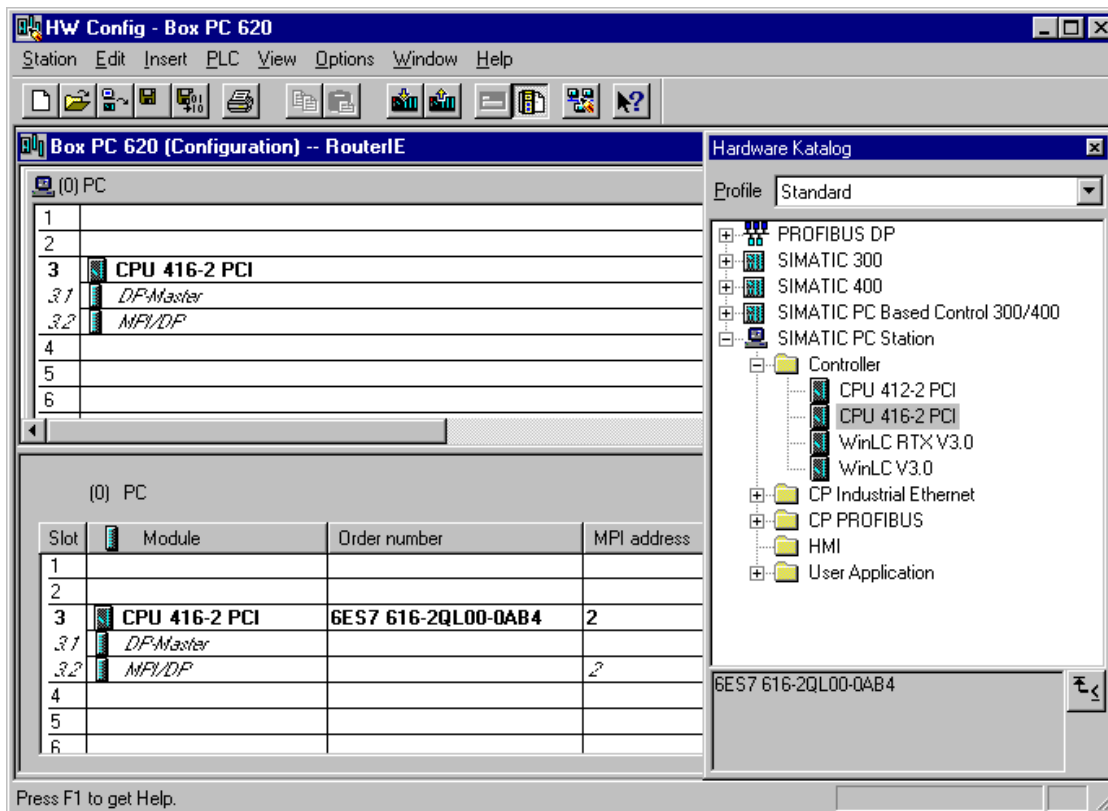 HW Config - Box PC 620
Station Edit Insert PLC View Options Window Help
Box PC 620 (Configuration) -- RouterIE
(0) PC
1
2
3 CPU 416-2 PCI
3.1 DP-Master
3.2 MPI/DP
4
5
6
(0) PC
Slot Module Order number MPI address
1
2
3 CPU 416-2 PCI 6ES7 616-2QL00-0AB4 2
3.1 DP-Master
3.2 MPI/DP 2
4
5
6
Hardware Katalog
Profile Standard
PROFIBUS DP
SIMATIC 300
SIMATIC 400
SIMATIC PC Based Control 300/400
SIMATIC PC Station
Controller
CPU 412-2 PCI
CPU 416-2 PCI
WinLC RTX V3.0
WinLC V3.0
CP Industrial Ethernet
CP PROFIBUS
HMI
User Application
6ES7 616-2QL00-0AB4
Press F1 to get Help.